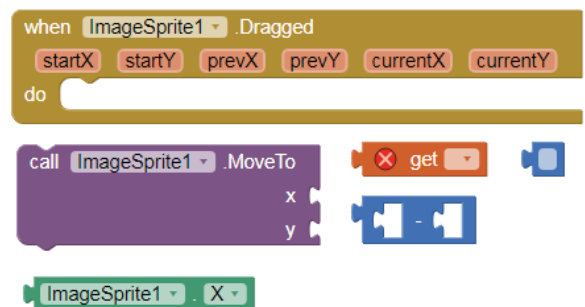 when ImageSprite1 .Dragged
startX startY prevX prevY currentX currentY
do
call ImageSprite1 .MoveTo
x
y
get
-
ImageSprite1 . X